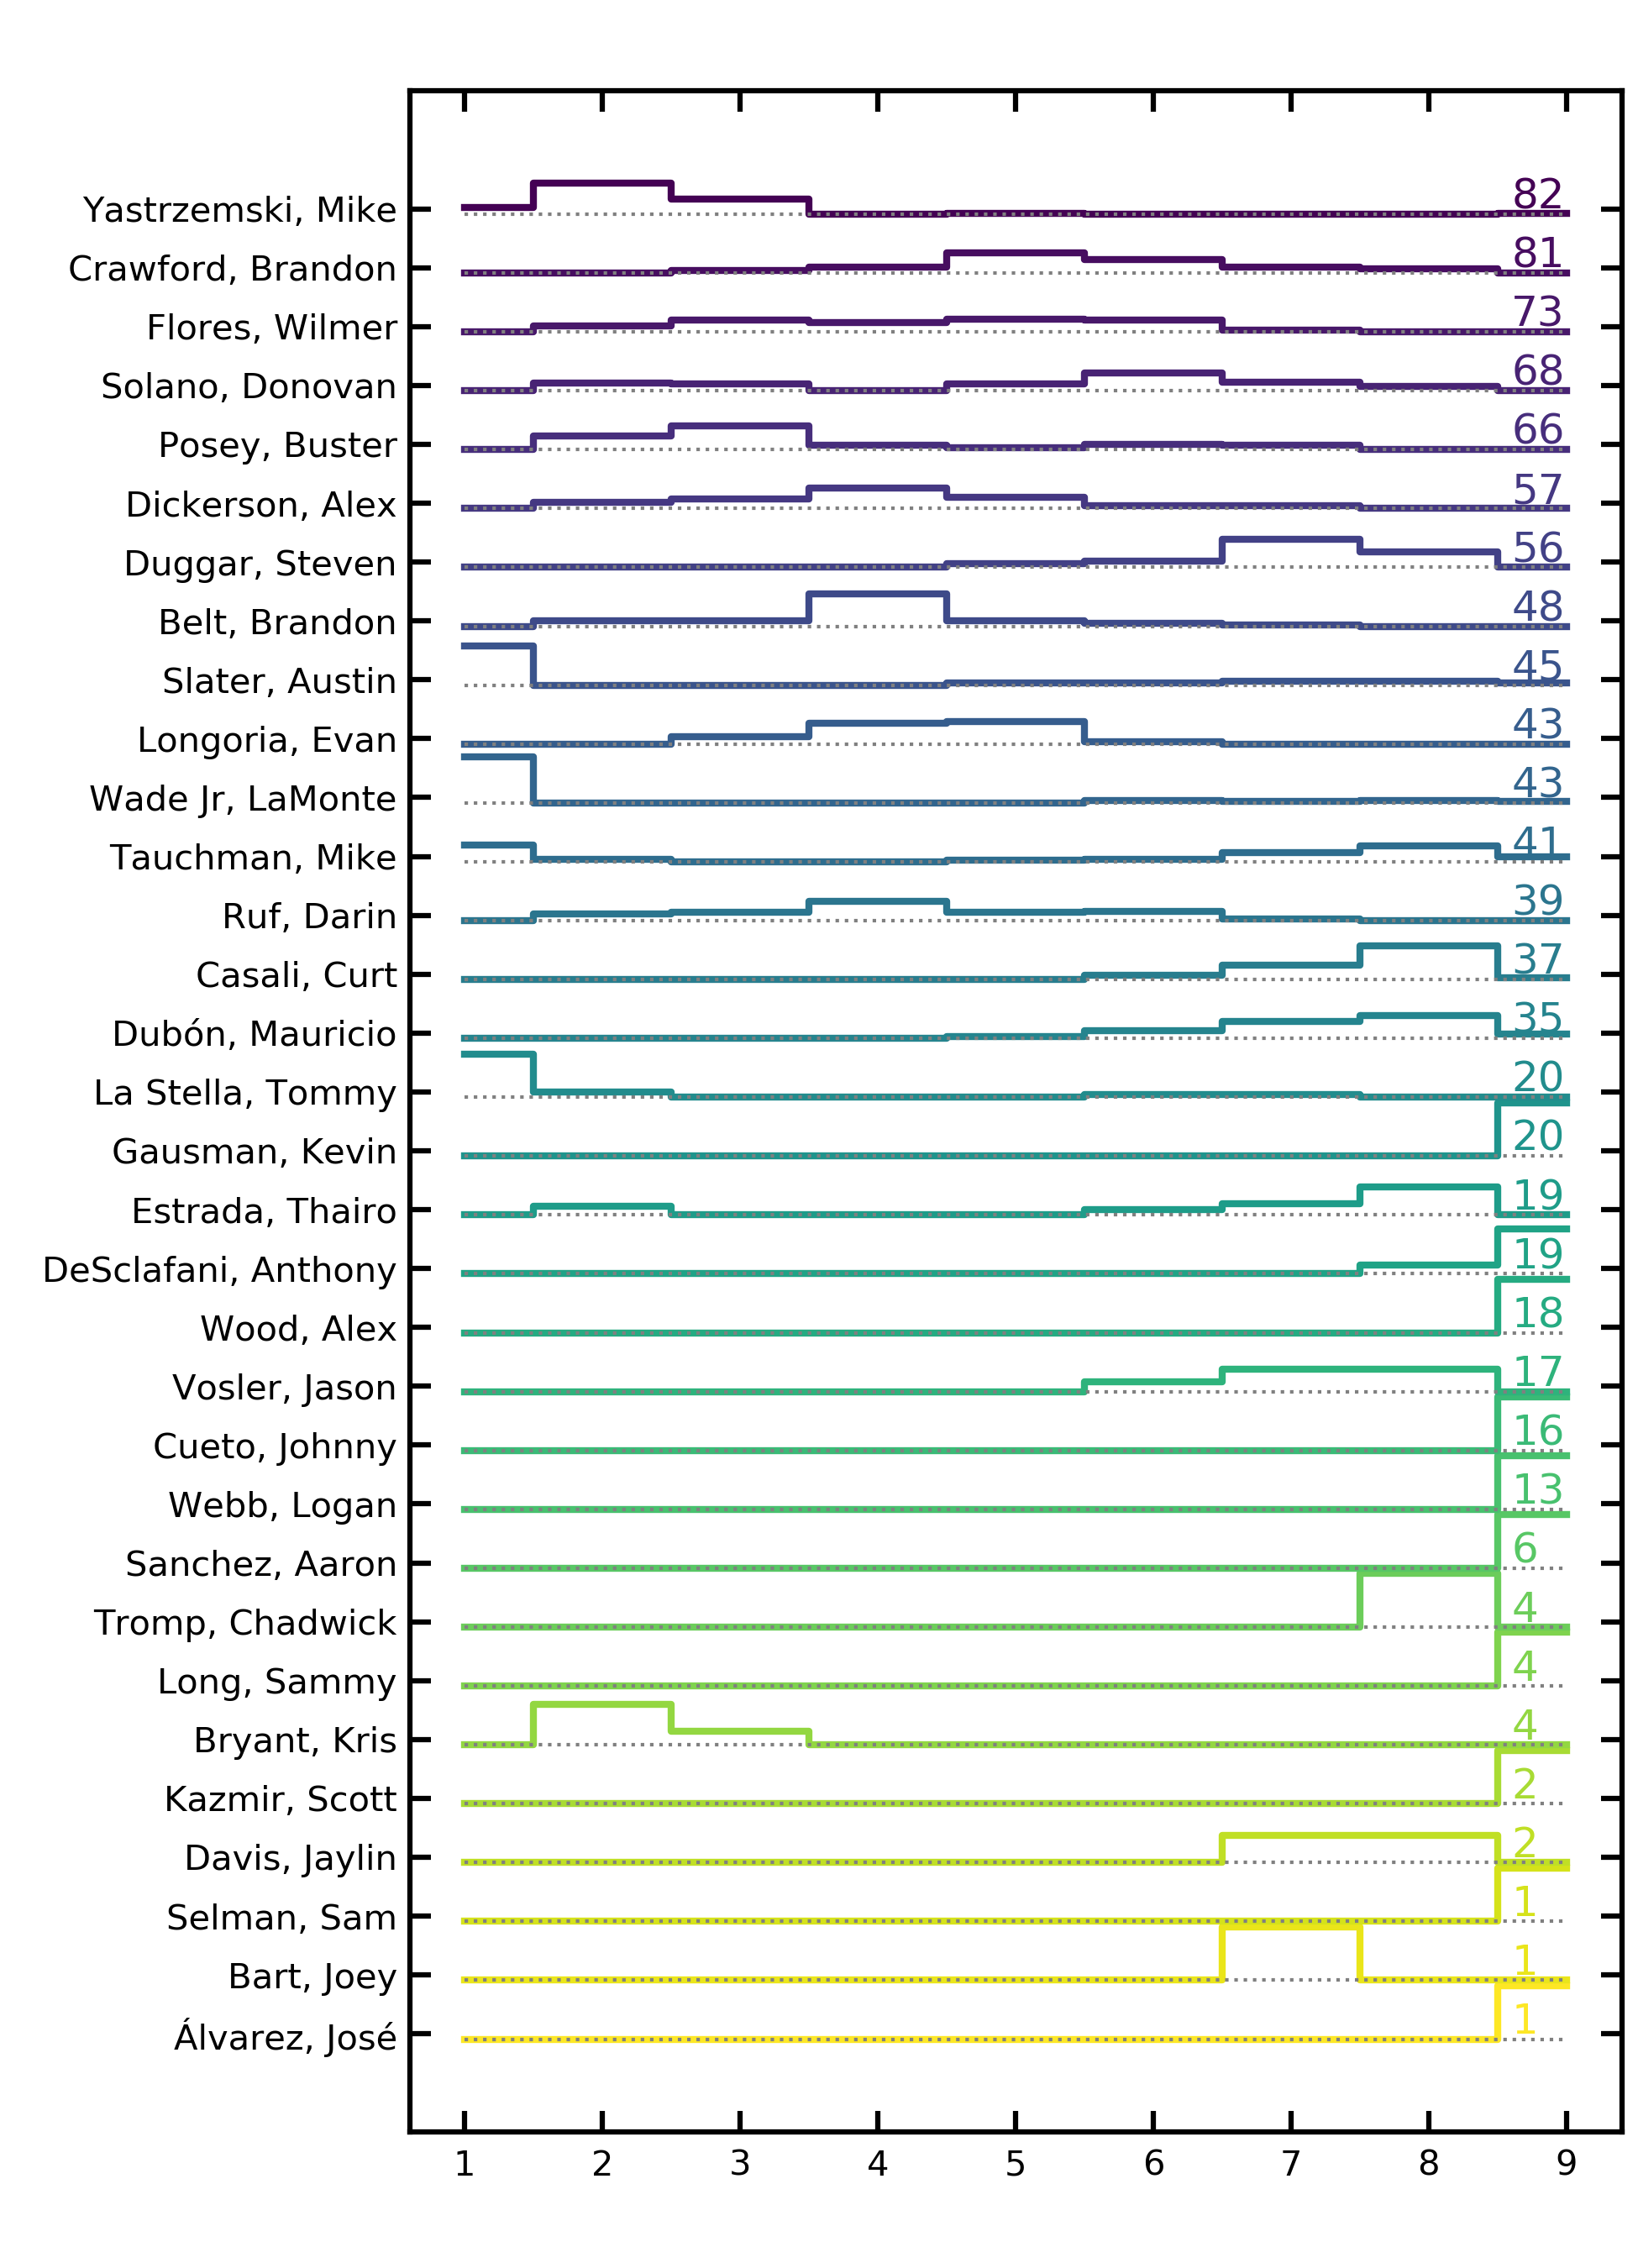 Yastrzemski, Mike 82
Crawford, Brandon 81
Flores, Wilmer 73
Solano, Donovan 68
Posey, Buster 66
Dickerson, Alex 57
Duggar, Steven 56
Belt, Brandon 48
Slater, Austin 45
Longoria, Evan 43
Wade Jr, LaMonte 43
Tauchman, Mike 41
Ruf, Darin 39
Casali, Curt 37
Dubón, Mauricio 35
La Stella, Tommy 20
Gausman, Kevin 20
Estrada, Thairo 19
DeSclafani, Anthony 19
Wood, Alex 18
Vosler, Jason 17
Cueto, Johnny 16
Webb, Logan 13
Sanchez, Aaron 6
Tromp, Chadwick 4
Long, Sammy 4
Bryant, Kris 4
Kazmir, Scott 2
Davis, Jaylin 2
Selman, Sam 1
Bart, Joey 1
Álvarez, José 1
1 2 3 4 5 6 7 8 9